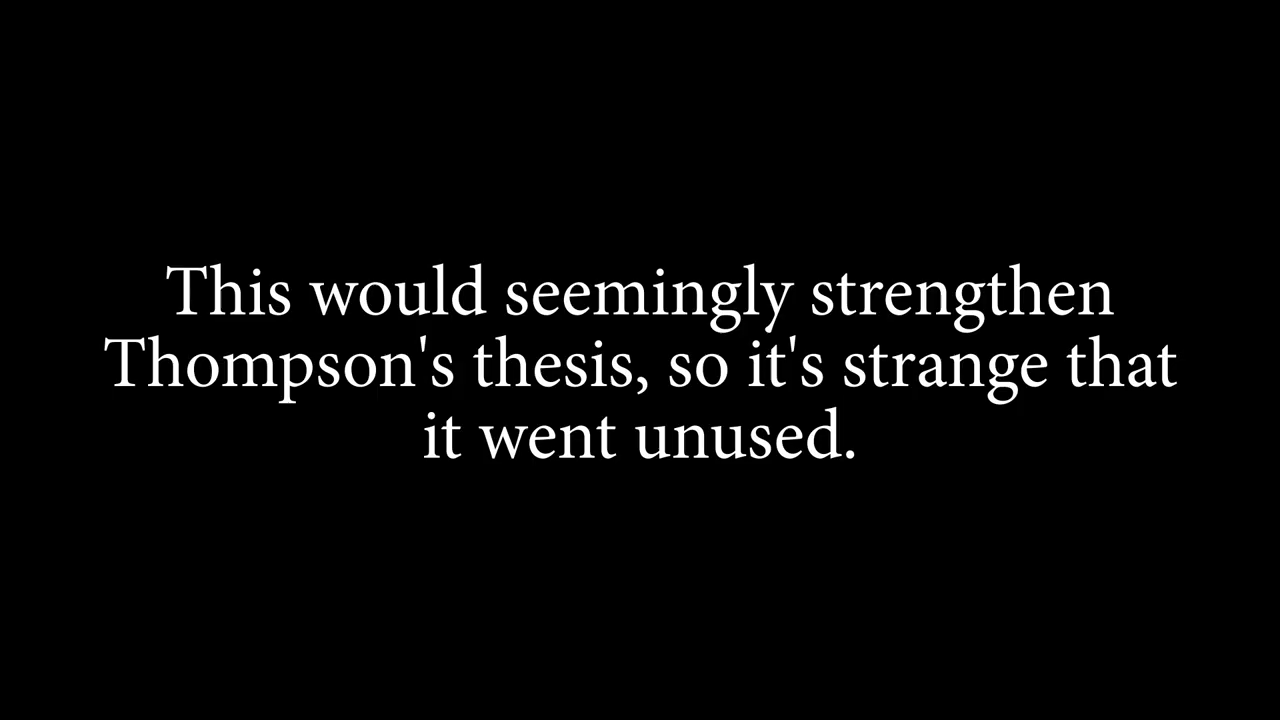 This would seemingly strengthen
Thompson's thesis, so it's strange that
it went unused.